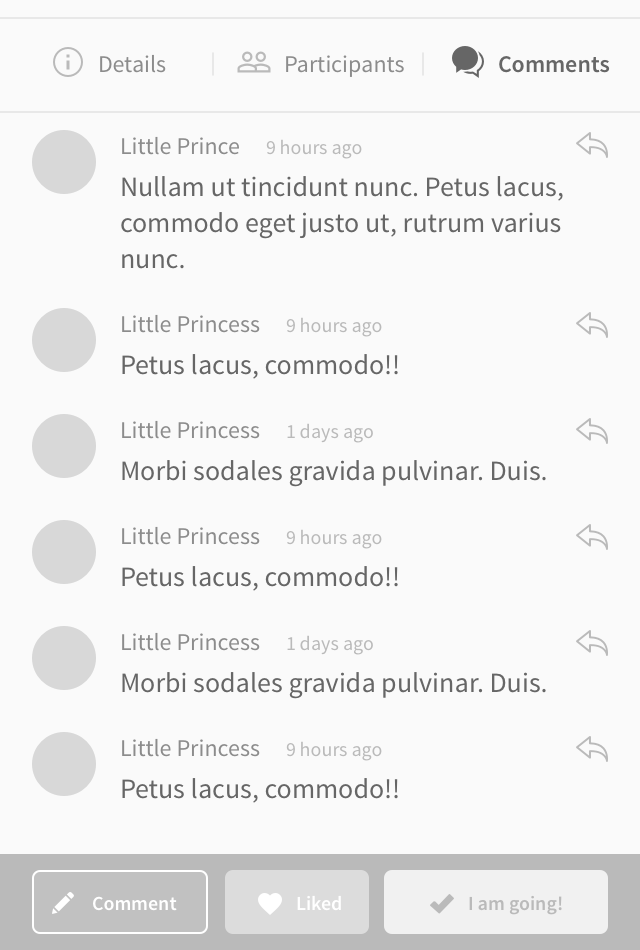 Details Participants Comments
Little Prince 9 hours ago
Nullam ut tincidunt nunc. Petus lacus,
commodo eget justo ut, rutrum varius
nunc.
Little Princess 9 hours ago
Petus lacus, commodo!!
Little Princess 1 days ago
Morbi sodales gravida pulvinar. Duis.
Little Princess 9 hours ago
Petus lacus, commodo!!
Little Princess 1 days ago
Morbi sodales gravida pulvinar. Duis.
Little Princess 9 hours ago
Petus lacus, commodo!!
Comment Liked I am going!